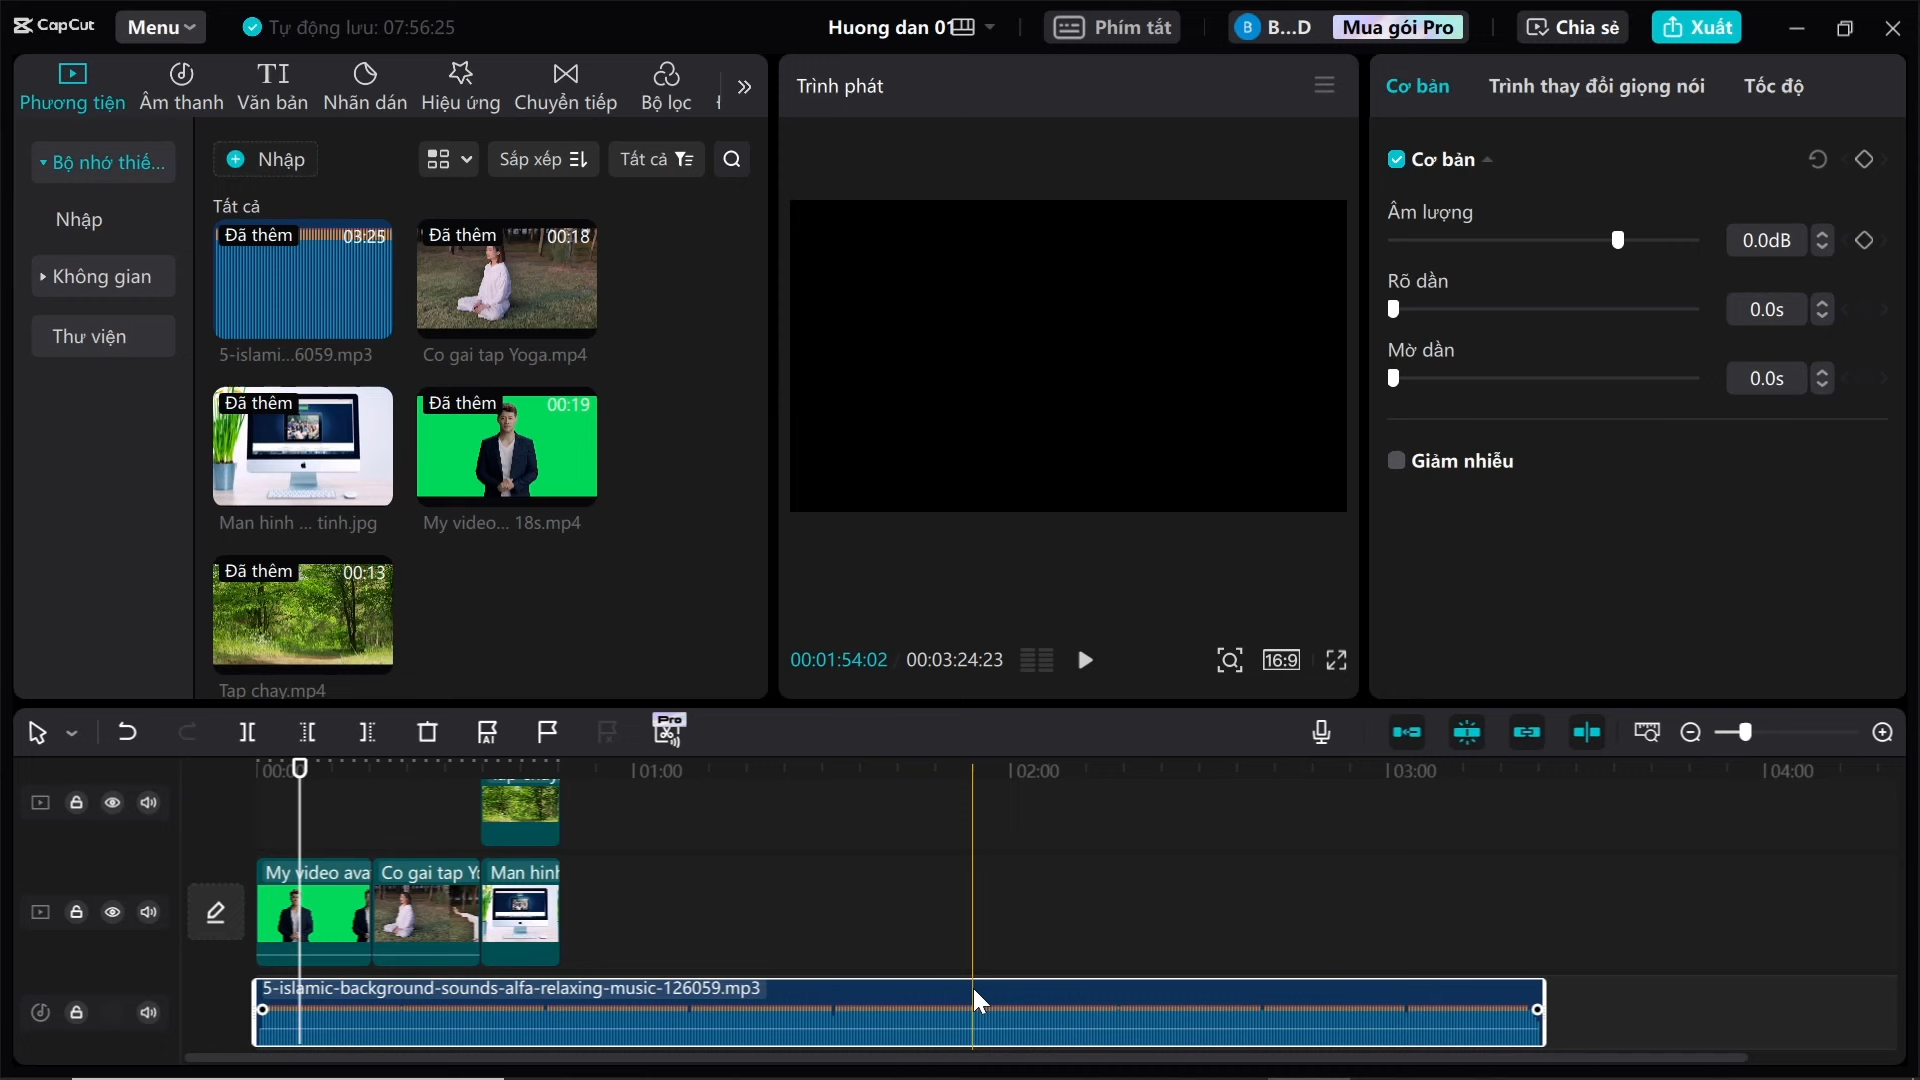 CapCut
Menu
Tự động lưu: 07:56:25
Huong dan 01
Phím tắt
B B...D
Mua gói Pro
Chia sẻ
Xuất
Phương tiện
Âm thanh
Văn bản
Nhãn dán
Hiệu ứng
Chuyển tiếp
Bộ lọc
Trình phát
Cơ bản
Trình thay đổi giọng nói
Tốc độ
Bộ nhớ thiế...
Nhập
Không gian
Thư viện
Nhập
Sắp xếp
Tất cả
Tất cả
Đã thêm 03:25
5-islami...6059.mp3
Đã thêm 00:18
Co gai tap Yoga.mp4
Đã thêm
Man hinh ... tinh.jpg
Đã thêm 00:19
My video... 18s.mp4
Đã thêm 00:13
Tap chay.mp4
00:01:54:02
00:03:24:23
16:9
Cơ bản
Âm lượng
0.0dB
Rõ dần
0.0s
Mờ dần
0.0s
Giảm nhiễu
AI
Pro
00:00
01:00
02:00
03:00
04:00
My video ava
Co gai tap Yo
Man hinh
5-islamic-background-sounds-alfa-relaxing-music-126059.mp3